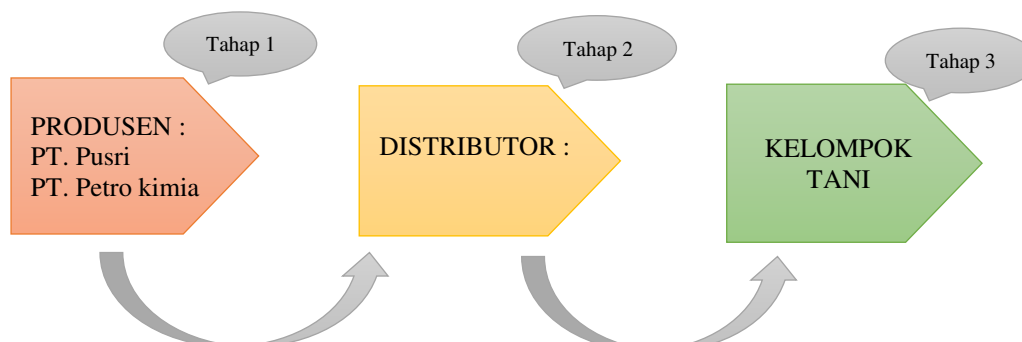 Tahap 1
Tahap 2
Tahap 3
PRODUSEN :
PT. Pusri
PT. Petro kimia
DISTRIBUTOR :
KELOMPOK
TANI